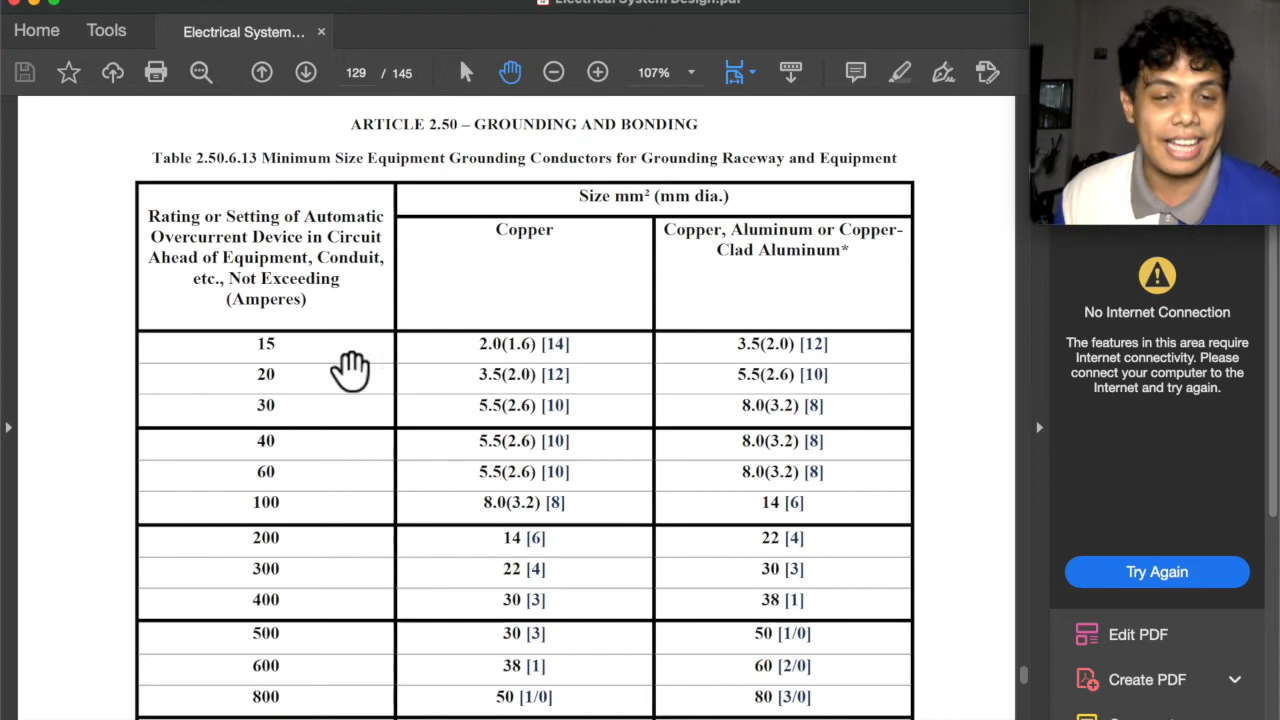 Electrical System Design.pdf
Home
Tools
Electrical System...
129 / 145
107%
ARTICLE 2.50 – GROUNDING AND BONDING
Table 2.50.6.13 Minimum Size Equipment Grounding Conductors for Grounding Raceway and Equipment
Rating or Setting of Automatic
Overcurrent Device in Circuit
Ahead of Equipment, Conduit,
etc., Not Exceeding
(Amperes)
Size mm² (mm dia.)
Copper
Copper, Aluminum or Copper-
Clad Aluminum*
15 2.0(1.6) [14] 3.5(2.0) [12]
20 3.5(2.0) [12] 5.5(2.6) [10]
30 5.5(2.6) [10] 8.0(3.2) [8]
40 5.5(2.6) [10] 8.0(3.2) [8]
60 5.5(2.6) [10] 8.0(3.2) [8]
100 8.0(3.2) [8] 14 [6]
200 14 [6] 22 [4]
300 22 [4] 30 [3]
400 30 [3] 38 [1]
500 30 [3] 50 [1/0]
600 38 [1] 60 [2/0]
800 50 [1/0] 80 [3/0]
No Internet Connection
The features in this area require
Internet connectivity. Please
connect your computer to the
Internet and try again.
Try Again
Edit PDF
Create PDF